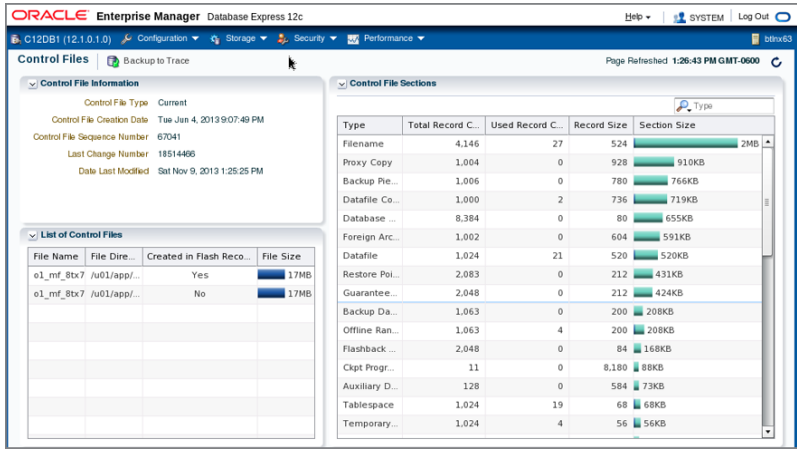 ORACLE Enterprise Manager Database Express 12c
Help SYSTEM Log Out
C12DB1 (12.1.0.1.0) Configuration Storage Security Performance btlnx63
Control Files Backup to Trace Page Refreshed 1:26:43 PM GMT-0600
Control File Information
Control File Type Current
Control File Creation Date Tue Jun 4, 2013 9:07:49 PM
Control File Sequence Number 67041
Last Change Number 18514466
Date Last Modified Sat Nov 9, 2013 1:25:25 PM
List of Control Files
File Name File Dire... Created in Flash Reco... File Size
o1_mf_8tx7 /u01/app/... Yes 17MB
o1_mf_8tx7 /u01/app/... No 17MB
Control File Sections
Type
Type Total Record C... Used Record C... Record Size Section Size
Filename 4,146 27 524 2MB
Proxy Copy 1,004 0 928 910KB
Backup Pie... 1,006 0 780 766KB
Datafile Co... 1,000 2 736 719KB
Database ... 8,384 0 80 655KB
Foreign Arc... 1,002 0 604 591KB
Datafile 1,024 21 520 520KB
Restore Poi... 2,083 0 212 431KB
Guarantee... 2,048 0 212 424KB
Backup Da... 1,063 0 200 208KB
Offline Ran... 1,063 4 200 208KB
Flashback ... 2,048 0 84 168KB
Ckpt Progr... 11 0 8,180 88KB
Auxiliary D... 128 0 584 73KB
Tablespace 1,024 19 68 68KB
Temporary... 1,024 4 56 56KB